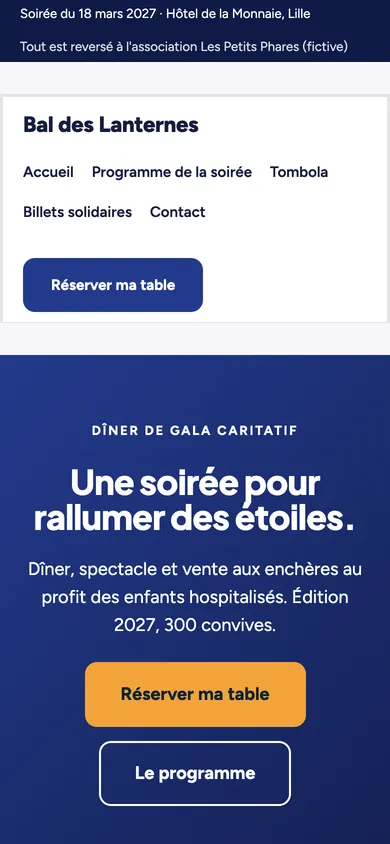 Soirée du 18 mars 2027 · Hôtel de la Monnaie, Lille
Tout est reversé à l'association Les Petits Phares (fictive)
Bal des Lanternes
Accueil Programme de la soirée Tombola
Billets solidaires Contact
Réserver ma table
DÎNER DE GALA CARITATIF
Une soirée pour
rallumer des étoiles.
Dîner, spectacle et vente aux enchères au
profit des enfants hospitalisés. Édition
2027, 300 convives.
Réserver ma table
Le programme